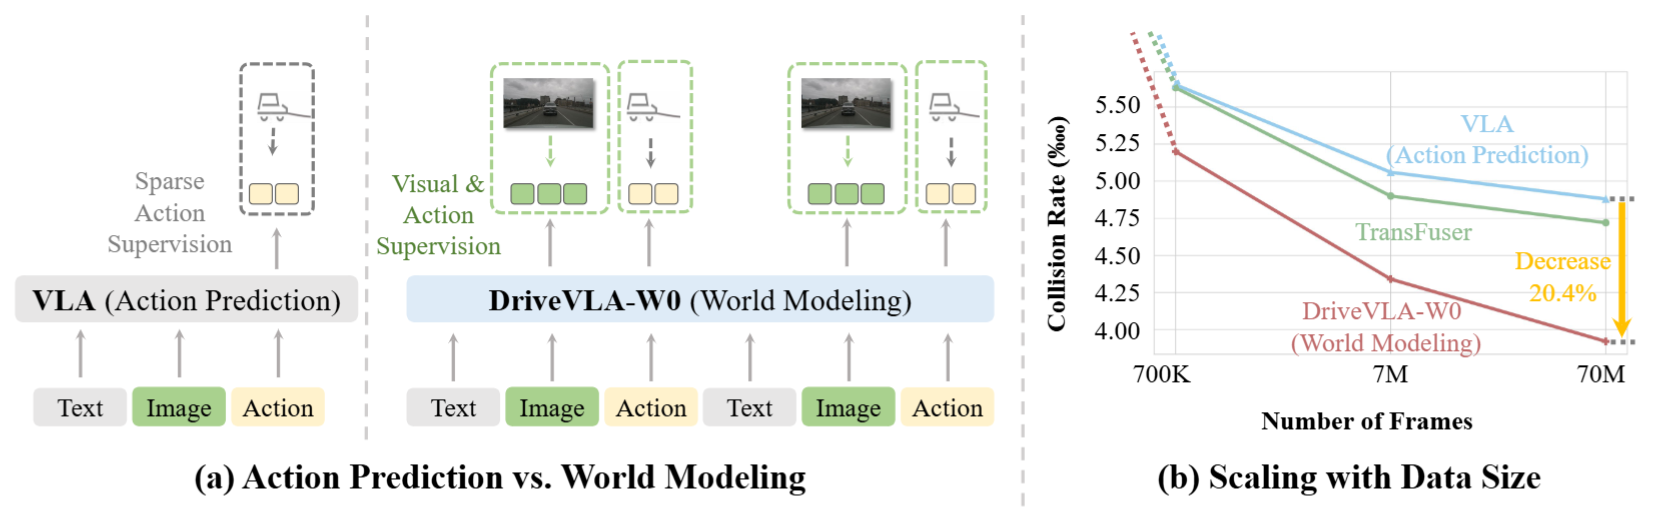 Sparse
Action
Supervision
VLA (Action Prediction)
Text
Image
Action
Visual &
Action
Supervision
DriveVLA-W0 (World Modeling)
Text
Image
Action
Text
Image
Action
(a) Action Prediction vs. World Modeling
Collision Rate (‱)
5.50
5.25
5.00
4.75
4.50
4.25
4.00
VLA
(Action Prediction)
TransFuser
Decrease
20.4%
DriveVLA-W0
(World Modeling)
700K
7M
70M
Number of Frames
(b) Scaling with Data Size